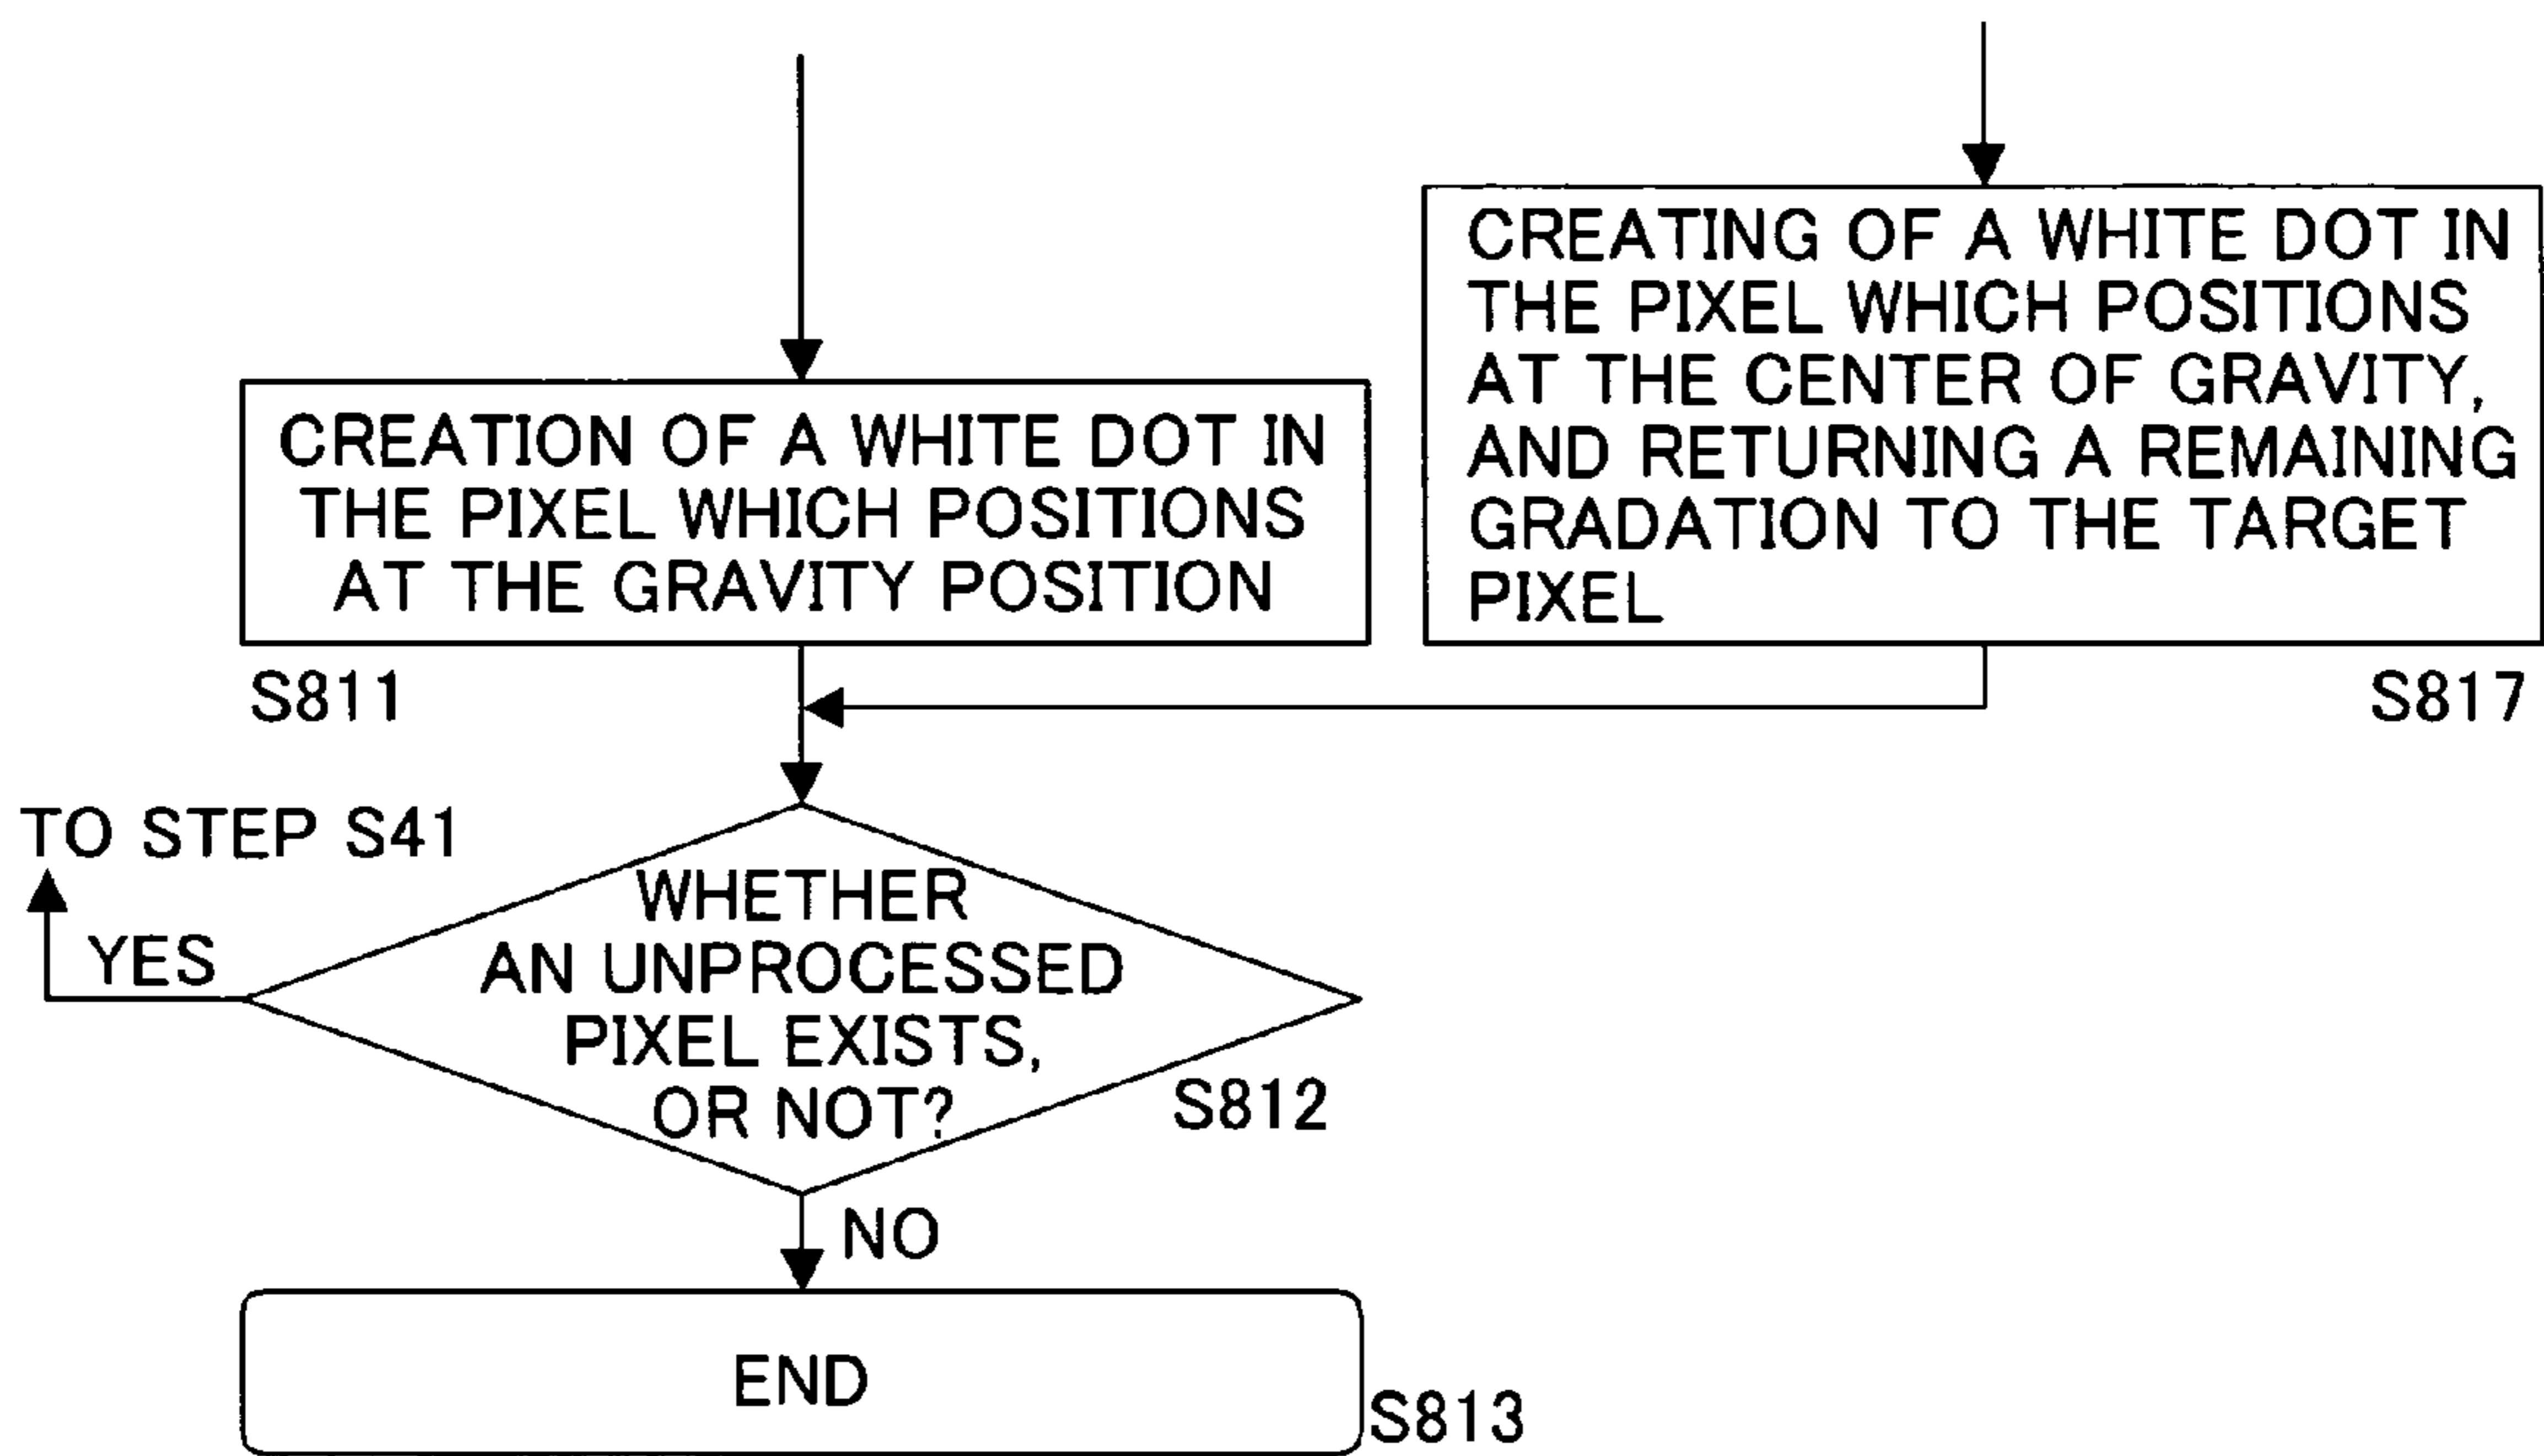 CREATION OF A WHITE DOT IN
THE PIXEL WHICH POSITIONS
AT THE GRAVITY POSITION
S811
CREATING OF A WHITE DOT IN
THE PIXEL WHICH POSITIONS
AT THE CENTER OF GRAVITY,
AND RETURNING A REMAINING
GRADATION TO THE TARGET
PIXEL
S817
TO STEP S41
YES
WHETHER
AN UNPROCESSED
PIXEL EXISTS,
OR NOT?
S812
NO
END
S813